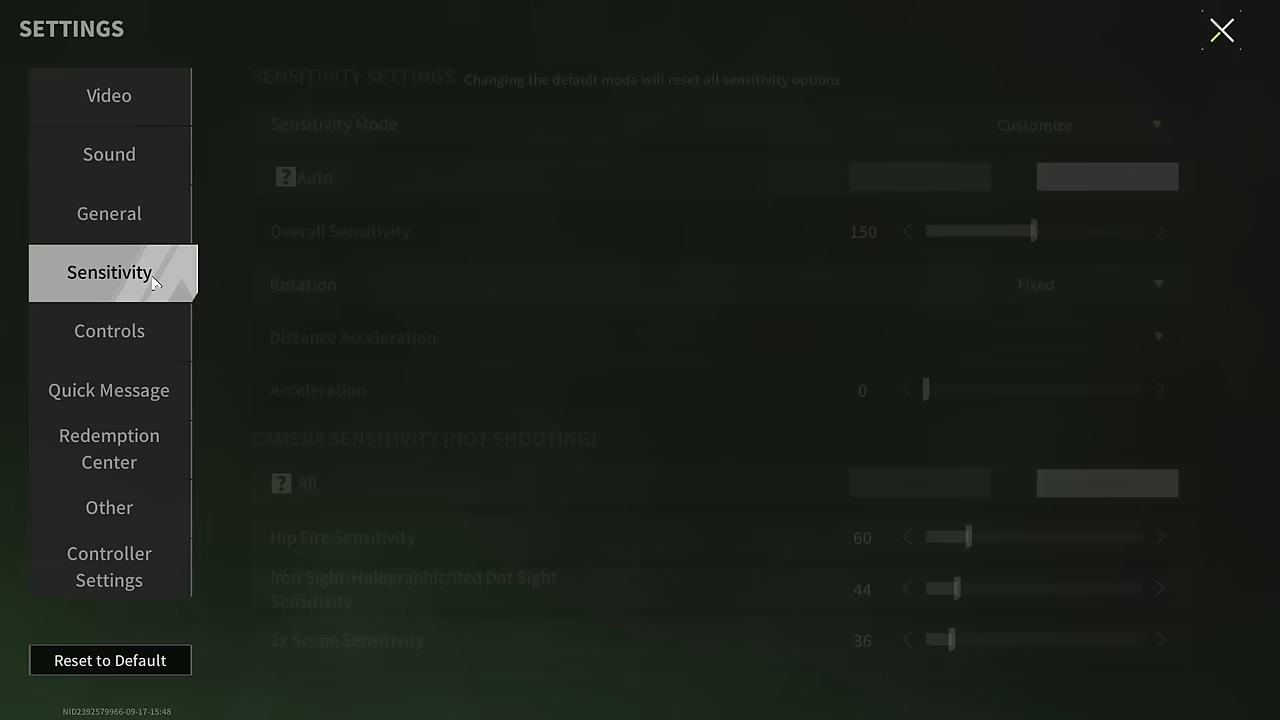 SETTINGS
Video
Sound
General
Sensitivity
Controls
Quick Message
Redemption
Center
Other
Controller
Settings
Reset to Default
NID2392579966-09-17-15:48
SENSITIVITY SETTINGS Changing the default mode will reset all sensitivity options
Sensitivity Mode Customize
? Auto
Overall Sensitivity 150
Rotation Fixed
Distance Acceleration
Acceleration 0
CAMERA SENSITIVITY (NOT SHOOTING)
? All
Hip Fire Sensitivity 60
Iron Sight/Holographic/Red Dot Sight
Sensitivity 44
2x Scope Sensitivity 36